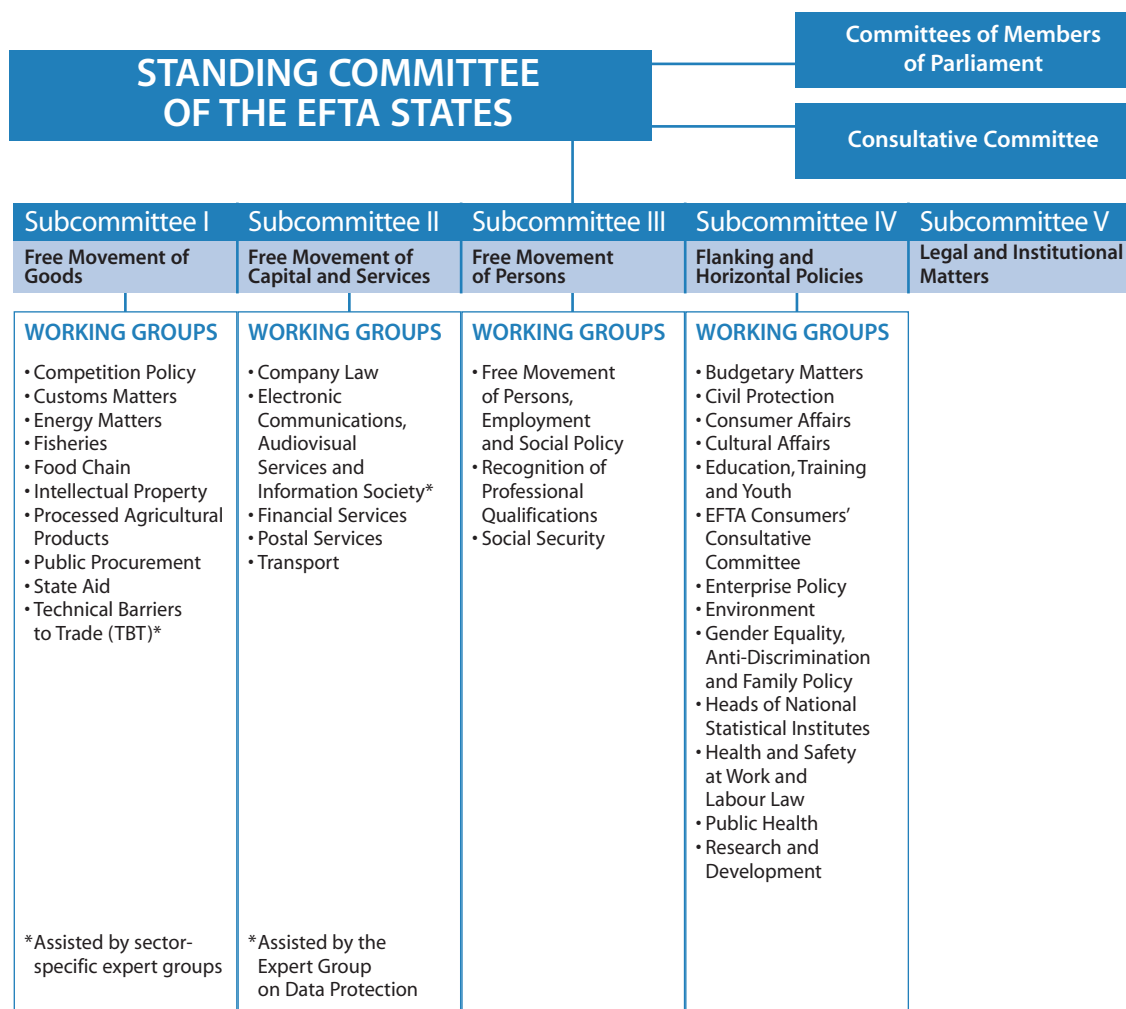 STANDING COMMITTEE
OF THE EFTA STATES
Committees of Members
of Parliament
Consultative Committee
Subcommittee I
Free Movement of
Goods
WORKING GROUPS
• Competition Policy
• Customs Matters
• Energy Matters
• Fisheries
• Food Chain
• Intellectual Property
• Processed Agricultural
Products
• Public Procurement
• State Aid
• Technical Barriers
to Trade (TBT)*
*Assisted by sector-
specific expert groups
Subcommittee II
Free Movement of
Capital and Services
WORKING GROUPS
• Company Law
• Electronic
Communications,
Audiovisual
Services and
Information Society*
• Financial Services
• Postal Services
• Transport
*Assisted by the
Expert Group
on Data Protection
Subcommittee III
Free Movement
of Persons
WORKING GROUPS
• Free Movement
of Persons,
Employment
and Social Policy
• Recognition of
Professional
Qualifications
• Social Security
Subcommittee IV
Flanking and
Horizontal Policies
WORKING GROUPS
• Budgetary Matters
• Civil Protection
• Consumer Affairs
• Cultural Affairs
• Education, Training
and Youth
• EFTA Consumers’
Consultative
Committee
• Enterprise Policy
• Environment
• Gender Equality,
Anti-Discrimination
and Family Policy
• Heads of National
Statistical Institutes
• Health and Safety
at Work and
Labour Law
• Public Health
• Research and
Development
Subcommittee V
Legal and Institutional
Matters